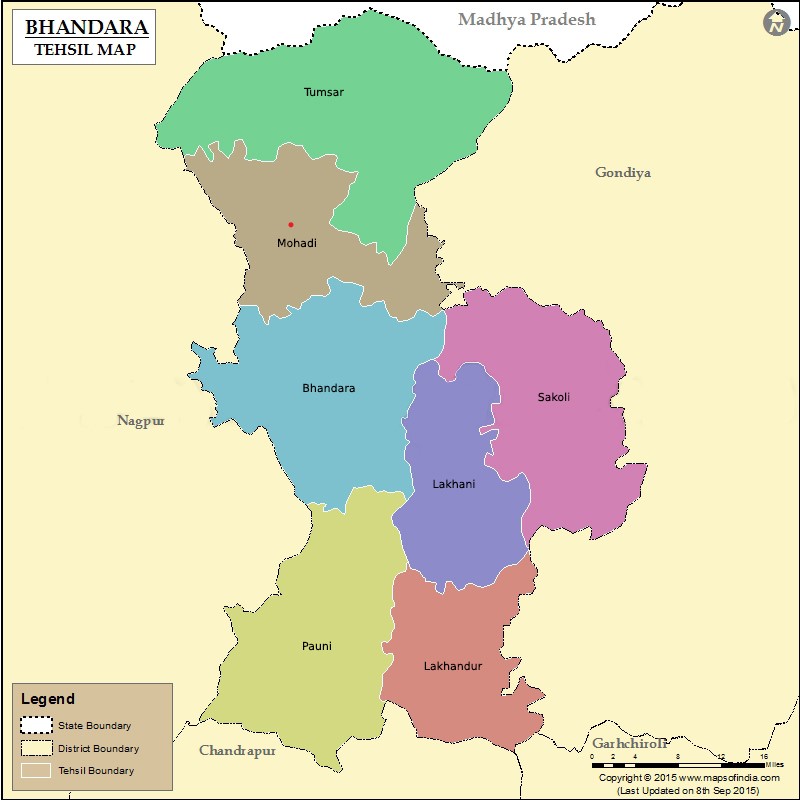 BHANDARA
TEHSIL MAP
Madhya Pradesh
N
Tumsar
Gondiya
Mohadi
Bhandara
Sakoli
Nagpur
Lakhani
Pauni
Lakhandur
Legend
State Boundary
District Boundary
Tehsil Boundary
Chandrapur
Garhchiroli
0 2 4 8 12 16
Miles
Copyright © 2015 www.mapsofindia.com
(Last Updated on 8th Sep 2015)